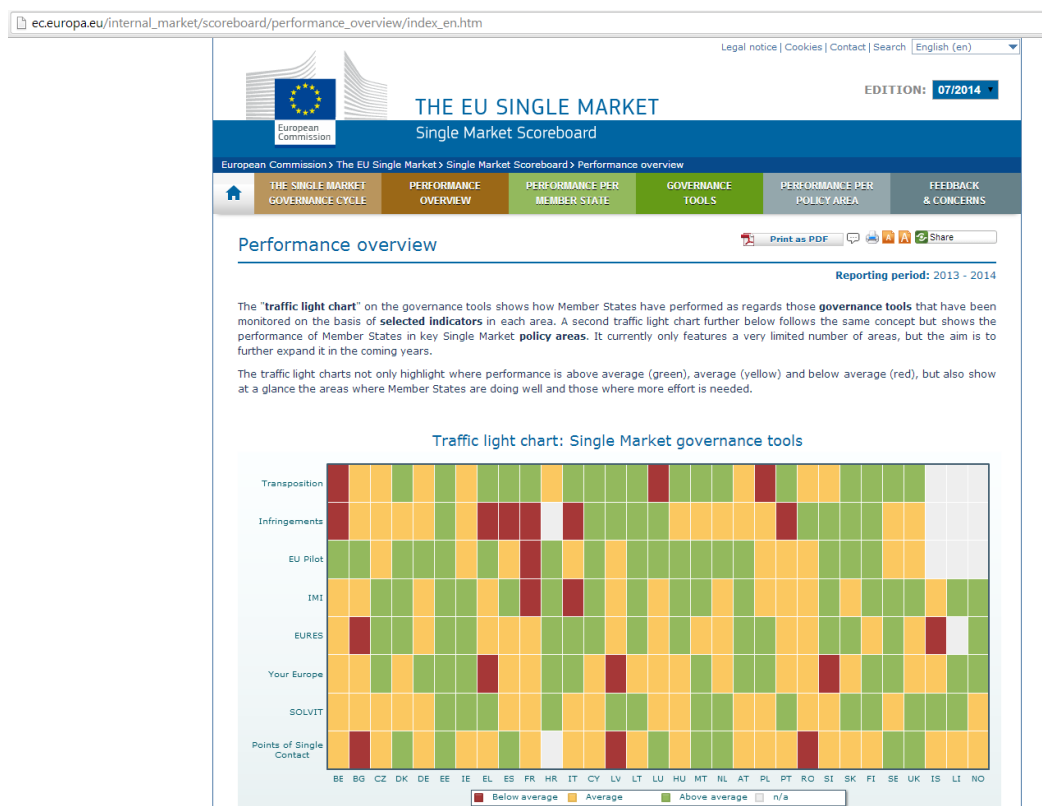 ec.europa.eu/internal_market/scoreboard/performance_overview/index_en.htm
Legal notice | Cookies | Contact | Search English (en)
EDITION: 07/2014
THE EU SINGLE MARKET
European
Commission
Single Market Scoreboard
European Commission > The EU Single Market > Single Market Scoreboard > Performance overview
THE SINGLE MARKET GOVERNANCE CYCLE
PERFORMANCE OVERVIEW
PERFORMANCE PER MEMBER STATE
GOVERNANCE TOOLS
PERFORMANCE PER POLICY AREA
FEEDBACK & CONCERNS
Performance overview
Print as PDF A A Share
Reporting period: 2013 - 2014
The "traffic light chart" on the governance tools shows how Member States have performed as regards those governance tools that have been
monitored on the basis of selected indicators in each area. A second traffic light chart further below follows the same concept but shows the
performance of Member States in key Single Market policy areas. It currently only features a very limited number of areas, but the aim is to
further expand it in the coming years.
The traffic light charts not only highlight where performance is above average (green), average (yellow) and below average (red), but also show
at a glance the areas where Member States are doing well and those where more effort is needed.
Traffic light chart: Single Market governance tools
Transposition
Infringements
EU Pilot
IMI
EURES
Your Europe
SOLVIT
Points of Single
Contact
BE BG CZ DK DE EE IE EL ES FR HR IT CY LV LT LU HU MT NL AT PL PT RO SI SK FI SE UK IS LI NO
Below average Average Above average n/a